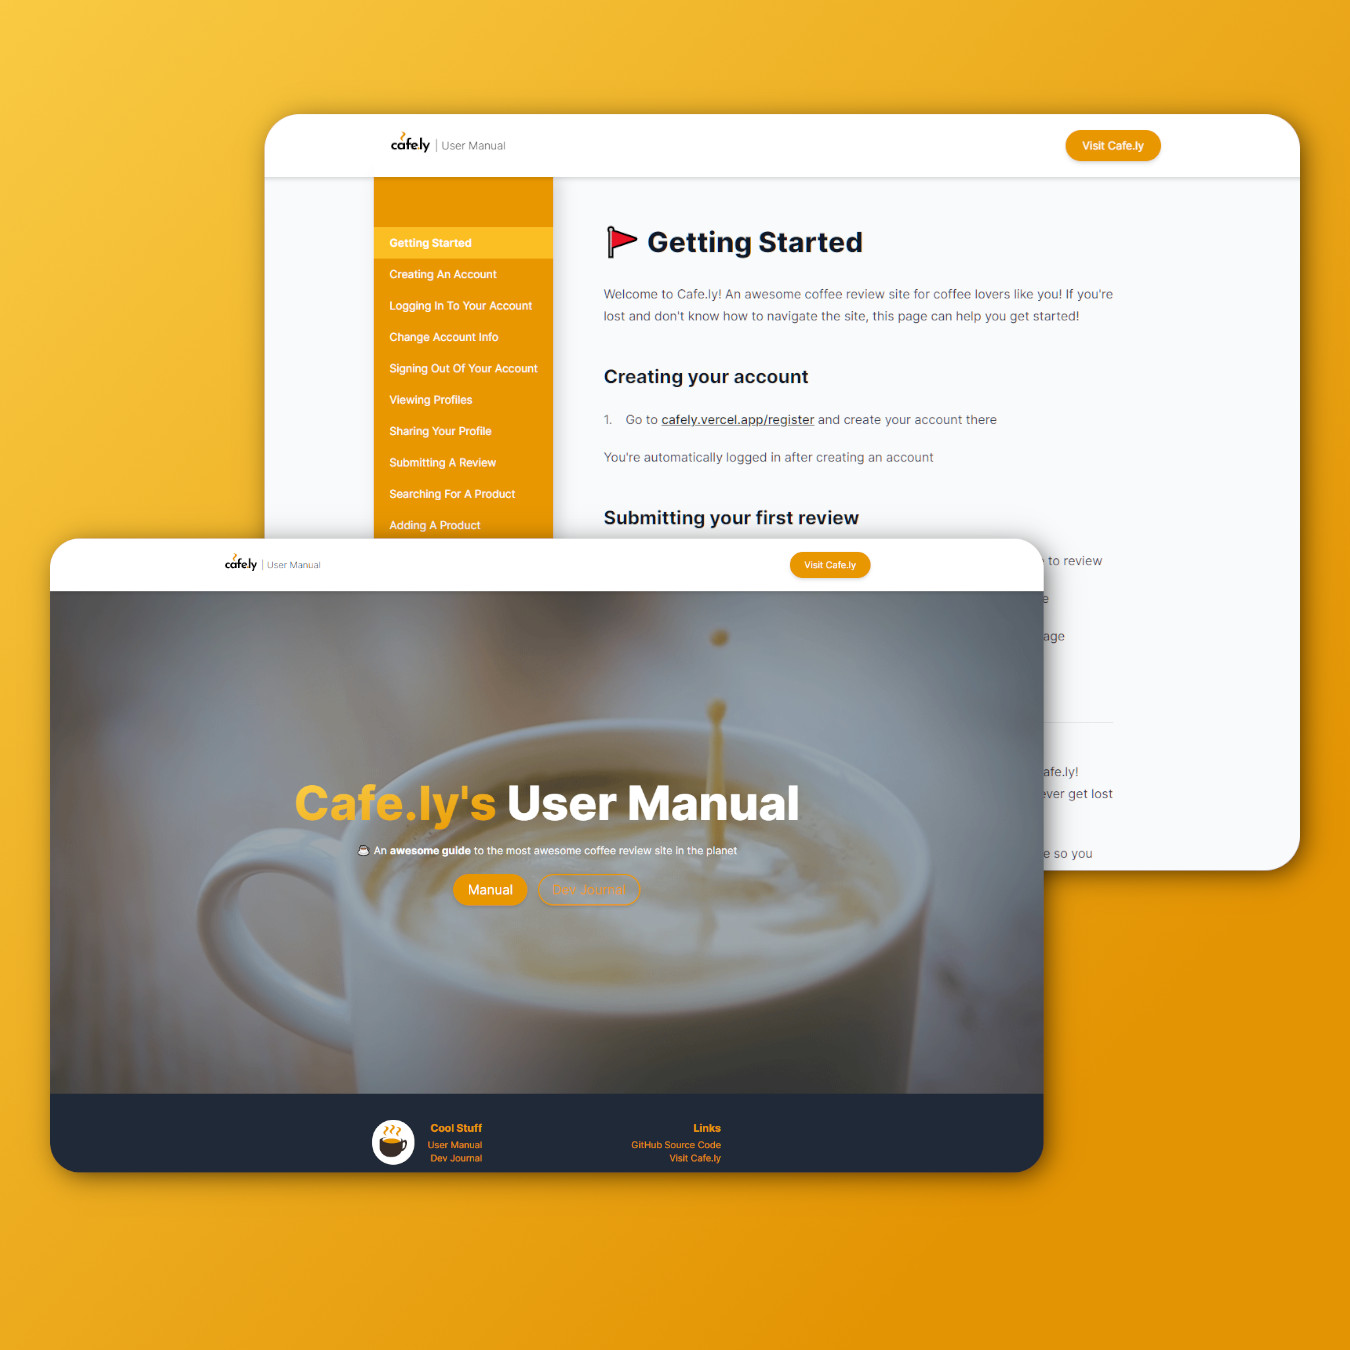 cafe.ly | User Manual
Visit Cafe.ly
Getting Started
Creating An Account
Logging In To Your Account
Change Account Info
Signing Out Of Your Account
Viewing Profiles
Sharing Your Profile
Submitting A Review
Searching For A Product
Adding A Product
Getting Started
Welcome to Cafe.ly! An awesome coffee review site for coffee lovers like you! If you're
lost and don't know how to navigate the site, this page can help you get started!
Creating your account
1. Go to cafely.vercel.app/register and create your account there
You're automatically logged in after creating an account
Submitting your first review
to review
age
afe.ly!
ever get lost
e so you
cafe.ly | User Manual
Visit Cafe.ly
Cafe.ly's User Manual
An awesome guide to the most awesome coffee review site in the planet
Manual
Dev Journal
Cool Stuff
User Manual
Dev Journal
Links
GitHub Source Code
Visit Cafe.ly